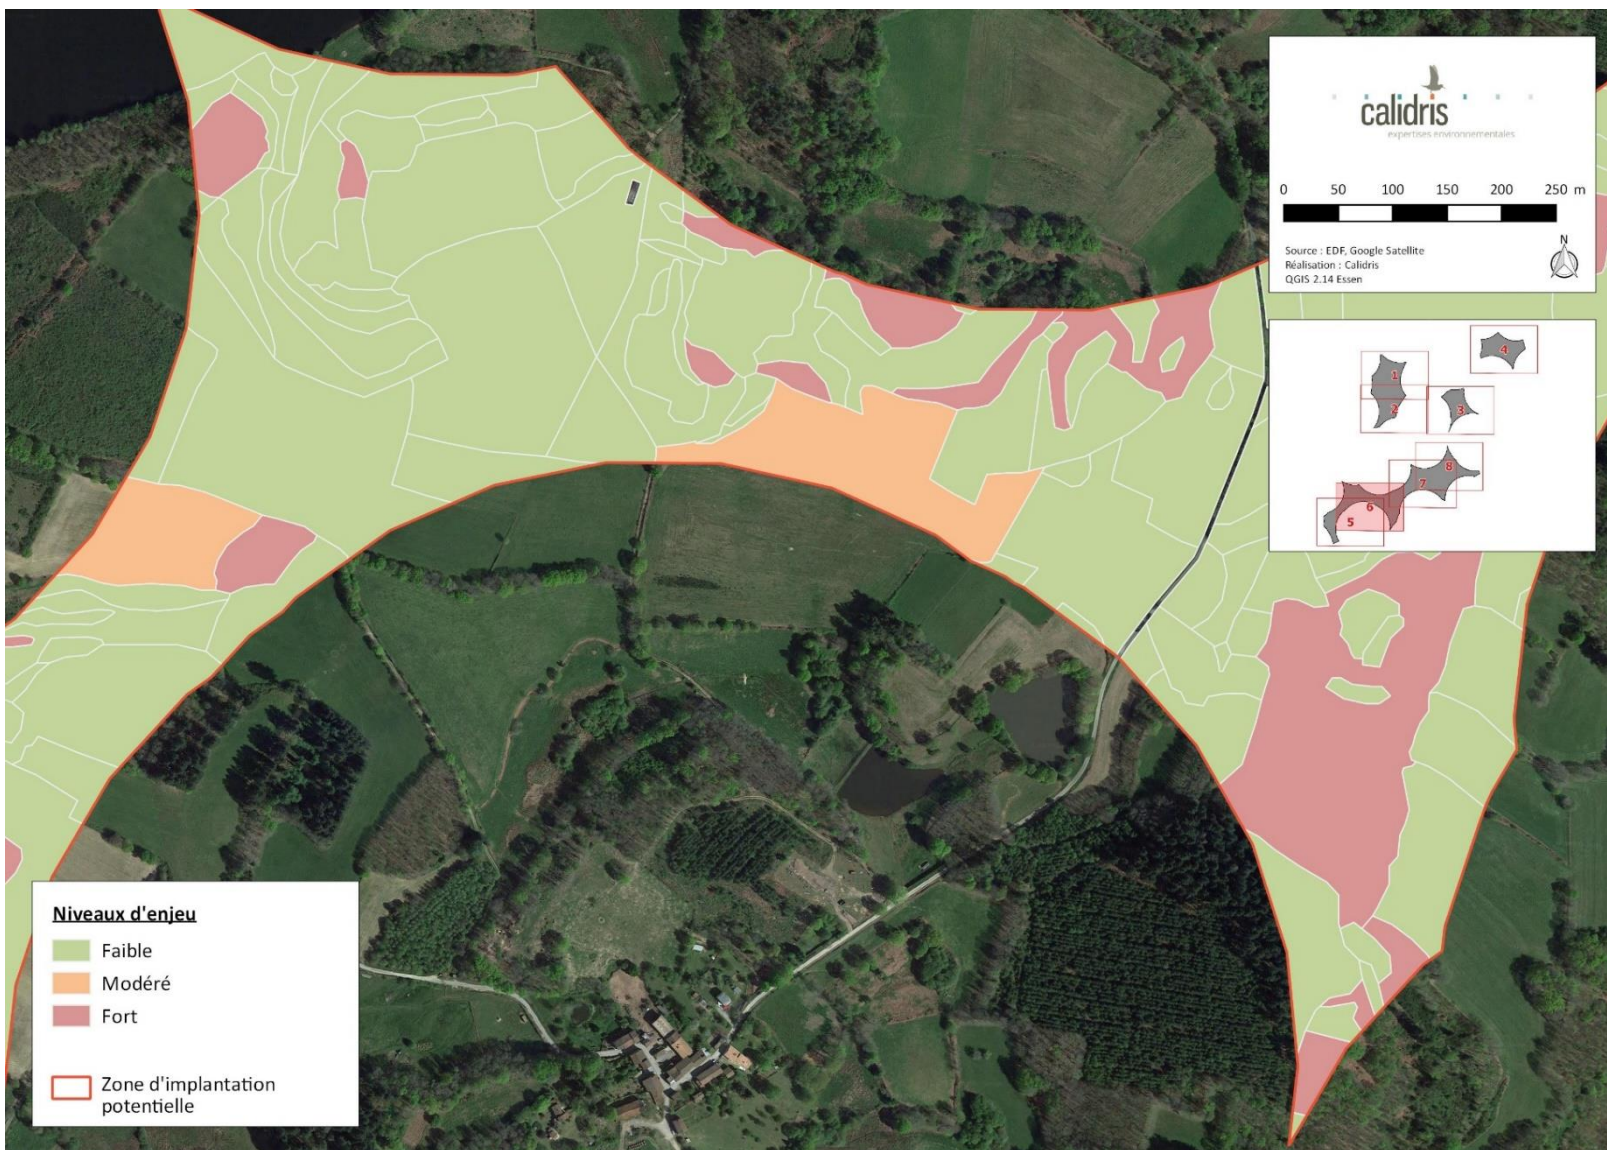 calidris
expertises environnementales
0 50 100 150 200 250 m
Source : EDF, Google Satellite
Réalisation : Calidris
QGIS 2.14 Essen
N
4
1
2
3
8
7
6
5
Niveaux d'enjeu
Faible
Modéré
Fort
Zone d'implantation
potentielle